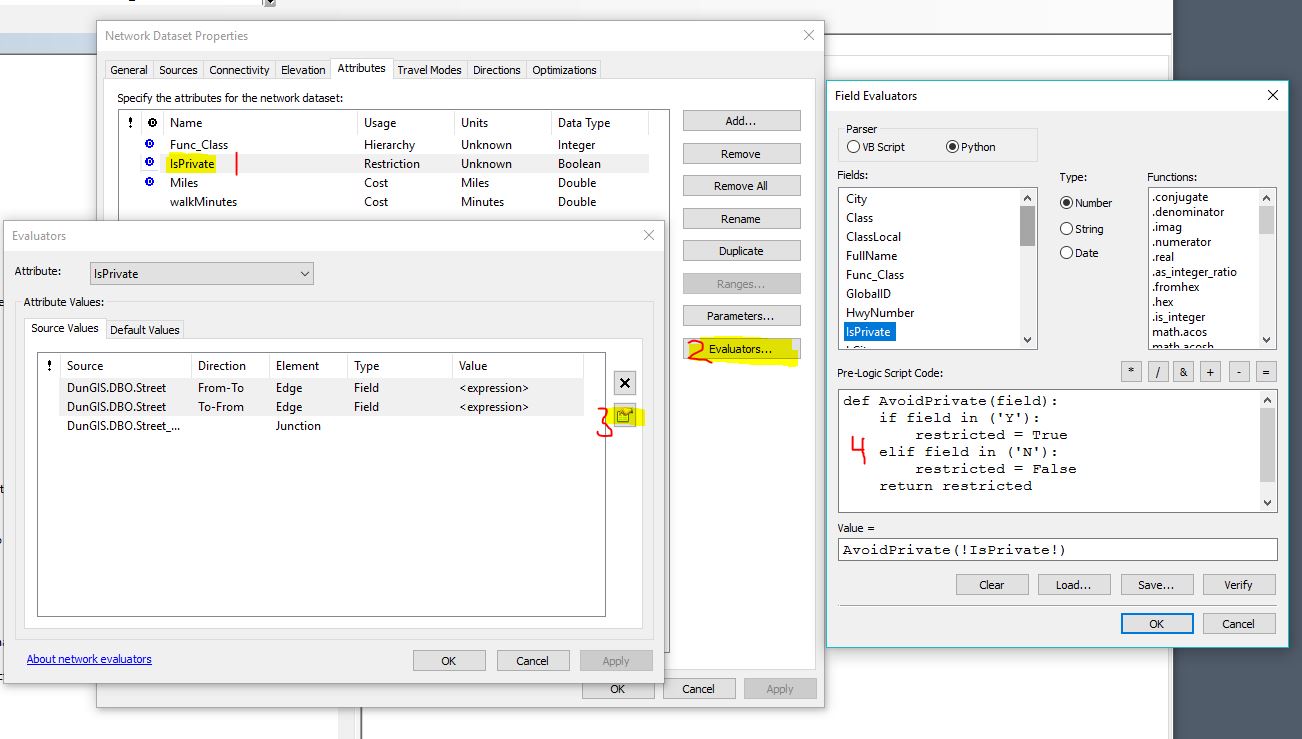 Network Dataset Properties
General Sources Connectivity Elevation Attributes Travel Modes Directions Optimizations
Specify the attributes for the network dataset:
! Name Usage Units Data Type
Func_Class Hierarchy Unknown Integer
IsPrivate Restriction Unknown Boolean
Miles Cost Miles Double
walkMinutes Cost Minutes Double
Add...
Remove
Remove All
Rename
Duplicate
Ranges...
Parameters...
2 Evaluators...
OK Cancel Apply
Evaluators
Attribute: IsPrivate
Attribute Values:
Source Values Default Values
! Source Direction Element Type Value
DunGIS.DBO.Street From-To Edge Field <expression>
DunGIS.DBO.Street To-From Edge Field <expression>
DunGIS.DBO.Street_... Junction
3
About network evaluators
OK Cancel Apply
Field Evaluators
Parser
VB Script Python
Fields: Type: Functions:
City
Class
ClassLocal
FullName
Func_Class
GlobalID
HwyNumber
IsPrivate
Number
String
Date
.conjugate
.denominator
.imag
.numerator
.real
.as_integer_ratio
.fromhex
.hex
.is_integer
math.acos
math.acosh
Pre-Logic Script Code: * / & + - =
def AvoidPrivate(field):
if field in ('Y'):
restricted = True
4 elif field in ('N'):
restricted = False
return restricted
Value =
AvoidPrivate(!IsPrivate!)
Clear Load... Save... Verify
OK Cancel